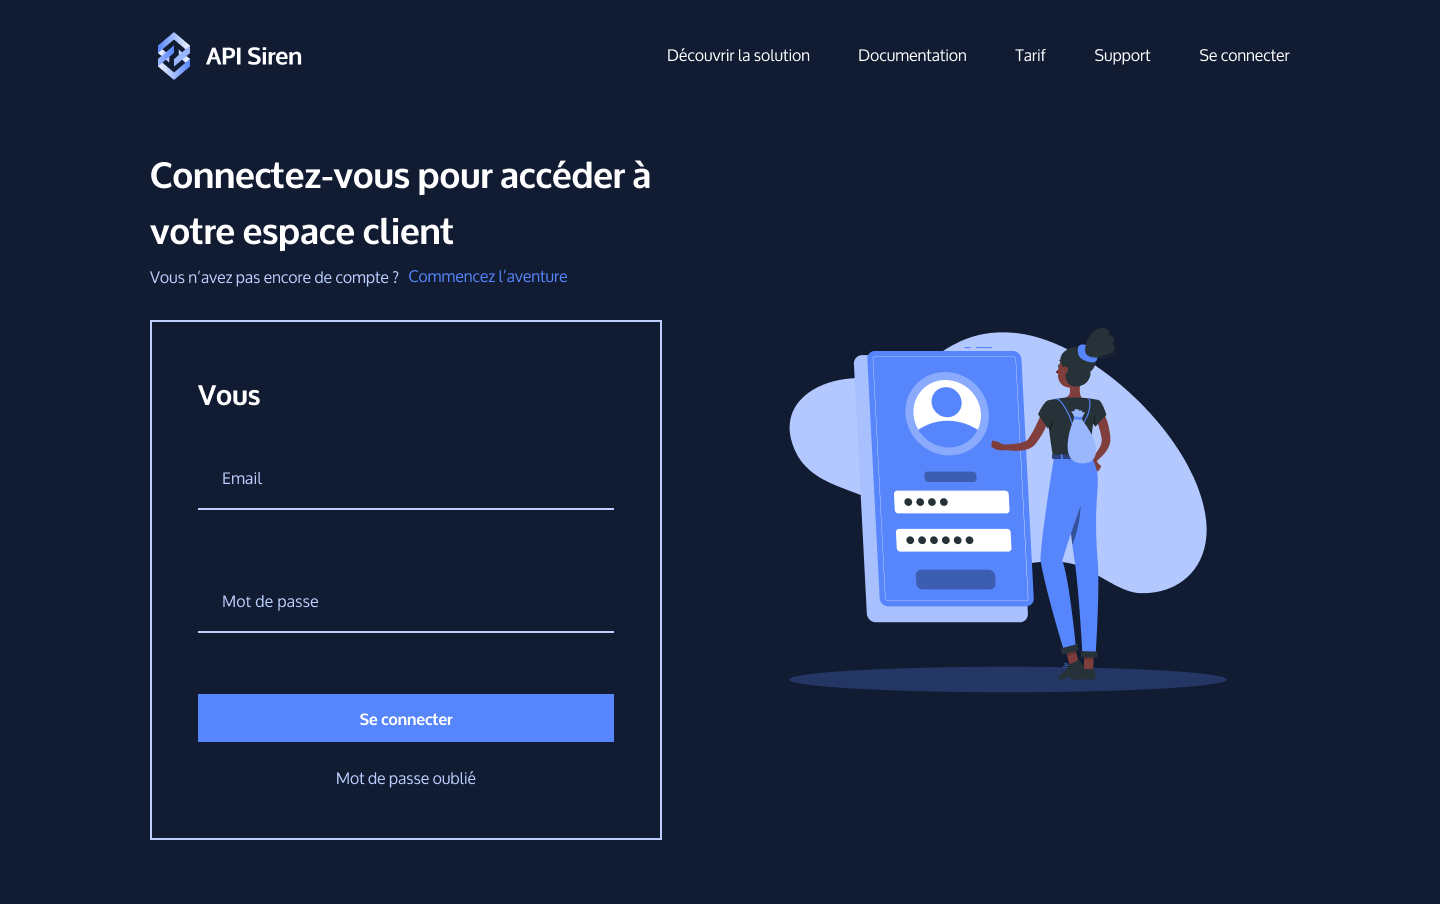 API Siren
Découvrir la solution
Documentation
Tarif
Support
Se connecter
Connectez-vous pour accéder à
votre espace client
Vous n’avez pas encore de compte ? Commencez l’aventure
Vous
Email
Mot de passe
Se connecter
Mot de passe oublié